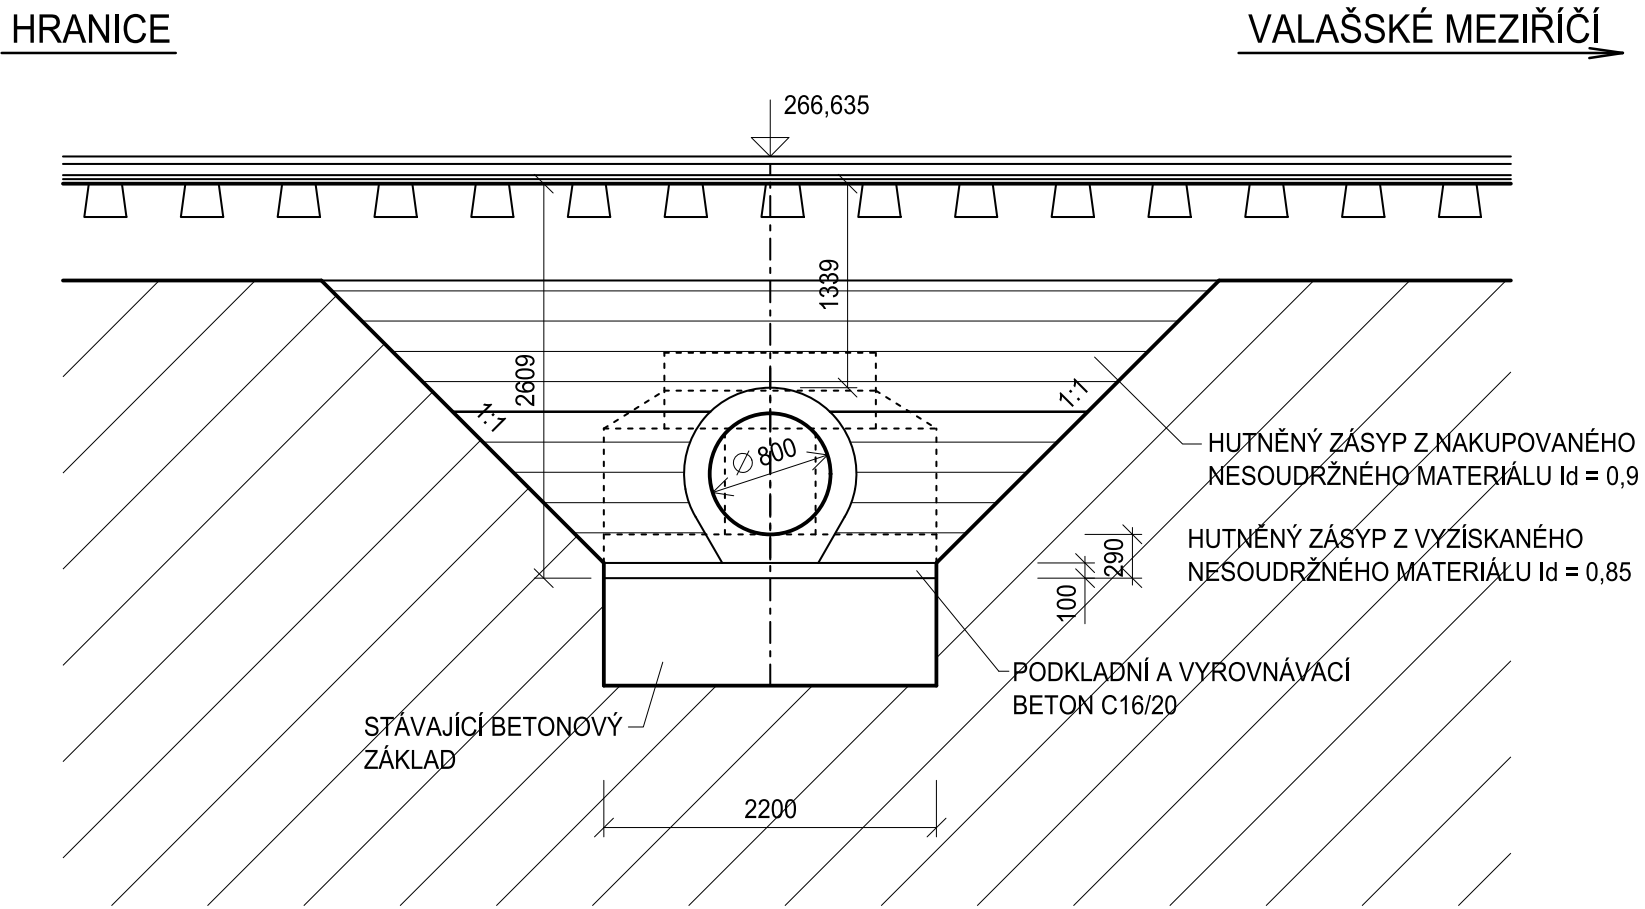 HRANICE
VALAŠSKÉ MEZIŘÍČÍ
266,635
1339
2609
1:1
1:1
∅ 800
HUTNĚNÝ ZÁSYP Z NAKUPOVANÉHO
NESOUDRŽNÉHO MATERIÁLU Id = 0,9
HUTNĚNÝ ZÁSYP Z VYZÍSKANÉHO
NESOUDRŽNÉHO MATERIÁLU Id = 0,85
290
100
PODKLADNÍ A VYROVNÁVACÍ
BETON C16/20
STÁVAJÍCÍ BETONOVÝ
ZÁKLAD
2200